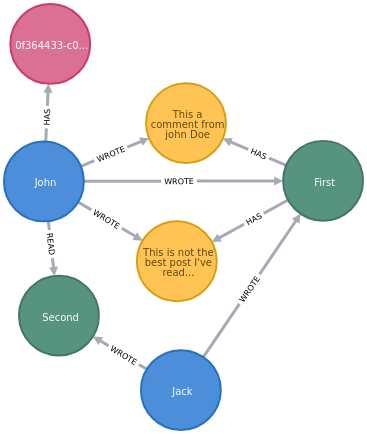 0f364433-c0...
HAS
This a
comment from
john Doe
WROTE
HAS
John
WROTE
First
WROTE
HAS
READ
This is not the
best post I've
read...
WROTE
Second
WROTE
Jack